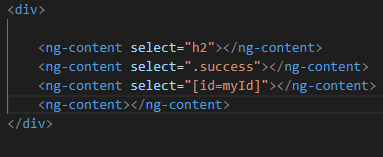 <div>
<ng-content select="h2"></ng-content>
<ng-content select=".success"></ng-content>
<ng-content select="[id=myId]"></ng-content>
<ng-content></ng-content>
</div>